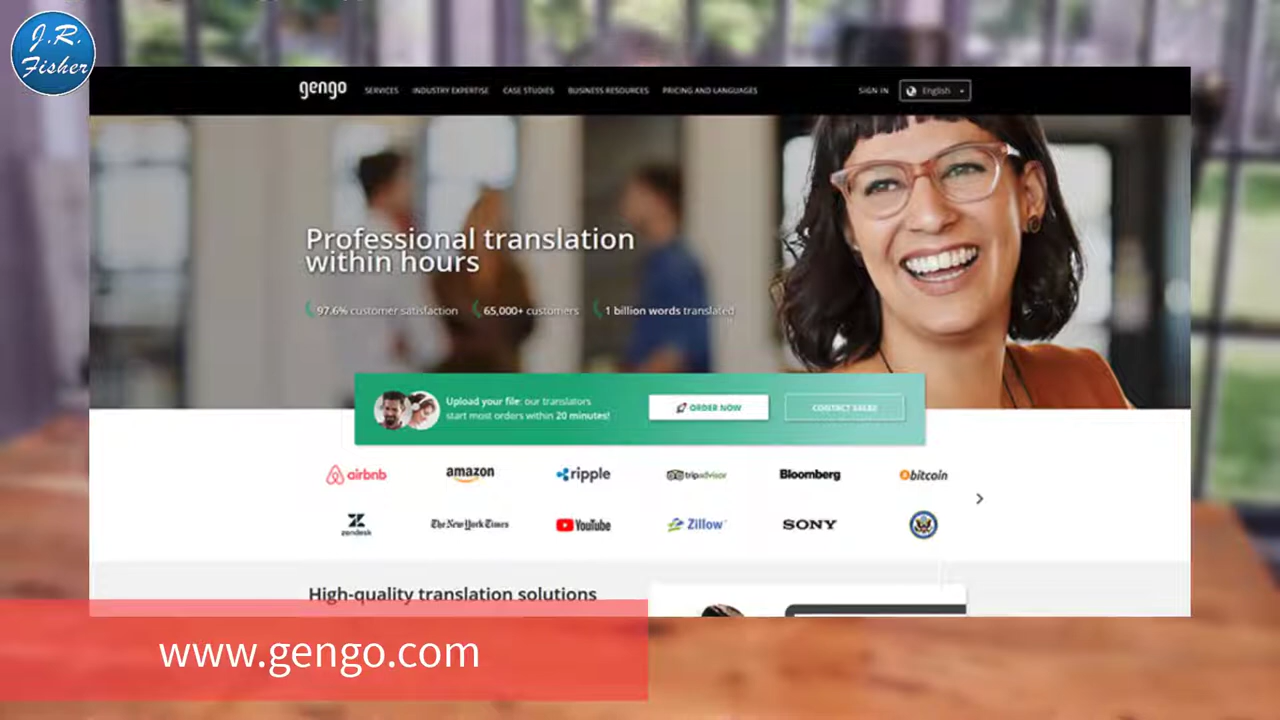 J.R.
Fisher
gengo SERVICES INDUSTRY EXPERTISE CASE STUDIES BUSINESS RESOURCES PRICING AND LANGUAGES SIGN IN English
Professional translation
within hours
97.6% customer satisfaction 65,000+ customers 1 billion words translated
Upload your file: our translators
start most orders within 20 minutes!
ORDER NOW CONTACT SALES
airbnb amazon ripple tripadvisor Bloomberg bitcoin
zendesk The New York Times YouTube Zillow SONY
High-quality translation solutions
www.gengo.com